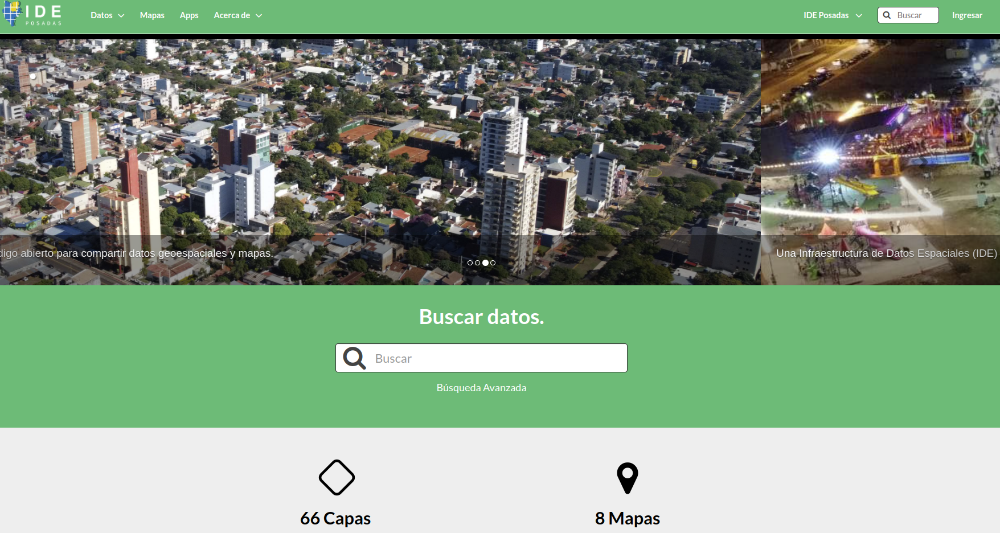 IDE
POSADAS
Datos
Mapas
Apps
Acerca de
IDE Posadas
Buscar
Ingresar
abierto para compartir datos geoespaciales y mapas.
Una Infraestructura de Datos Espaciales (IDE)
Buscar datos.
Buscar
Búsqueda Avanzada
66 Capas
8 Mapas